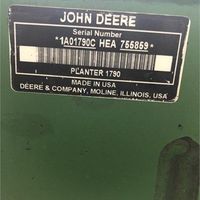 JOHN DEERE
Serial Number
*1A01790C HEA 755859*
PLANTER 1790
MADE IN USA
DEERE & COMPANY, MOLINE, ILLINOIS, USA